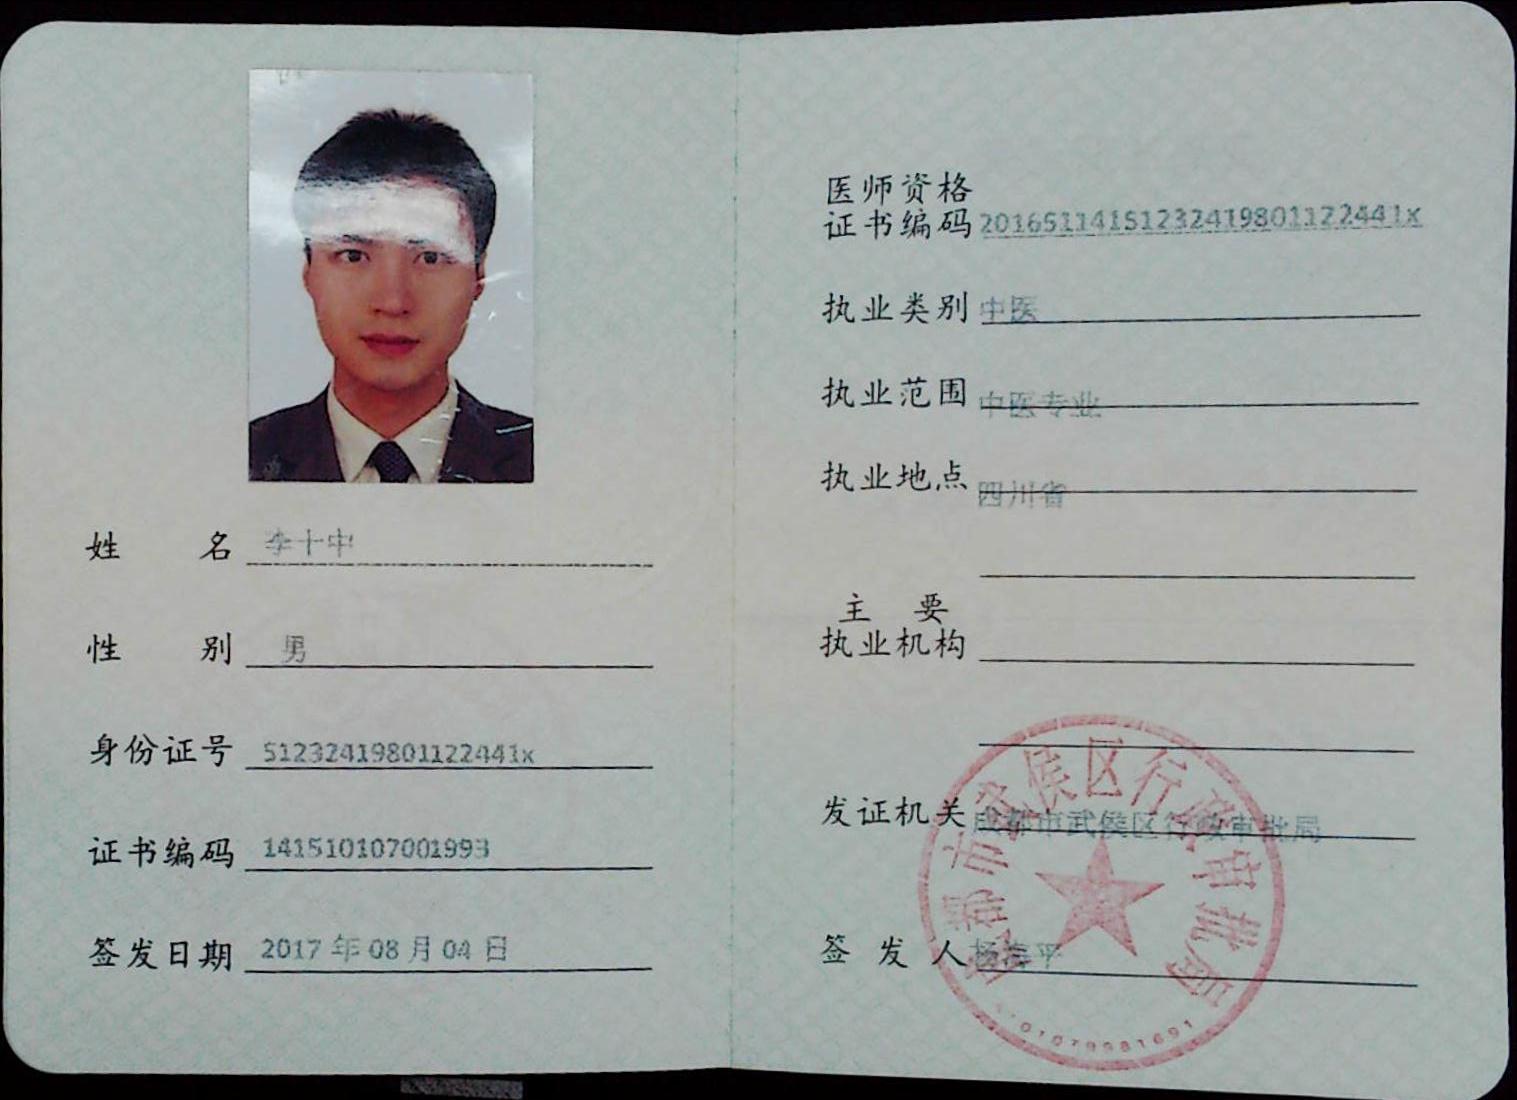 姓 名 李十中
性 别 男
身份证号 51232419801122441x
证书编码 141510107001993
签发日期 2017 年 08 月 04 日
医师资格
证书编码 20165114151232419801122441x
执业类别 中医
执业范围 中医专业
执业地点 四川省
主 要
执业机构
发证机关 成都市武侯区行政审批局
签 发 人
成都市武侯区行政审批局